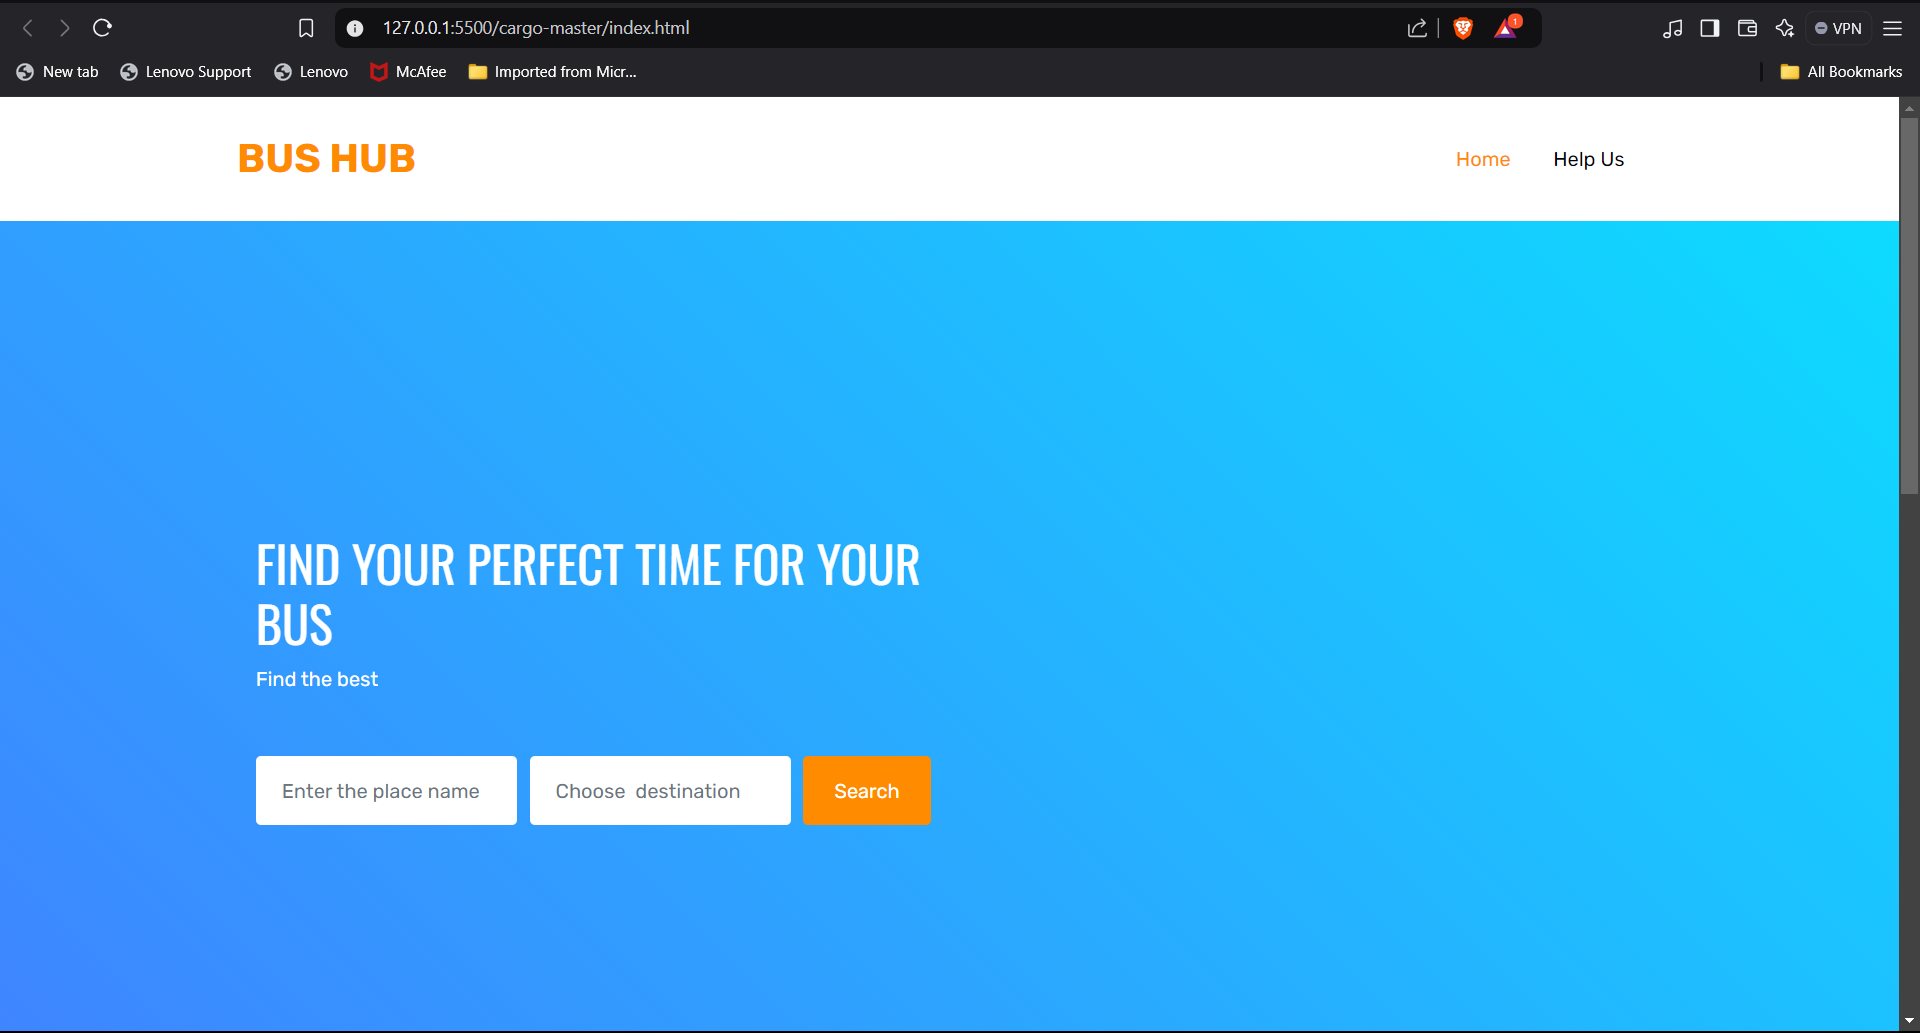 127.0.0.1:5500/cargo-master/index.html
1
VPN
New tab
Lenovo Support
Lenovo
McAfee
Imported from Micr...
All Bookmarks
BUS HUB
Home
Help Us
FIND YOUR PERFECT TIME FOR YOUR
BUS
Find the best
Enter the place name
Choose  destination
Search